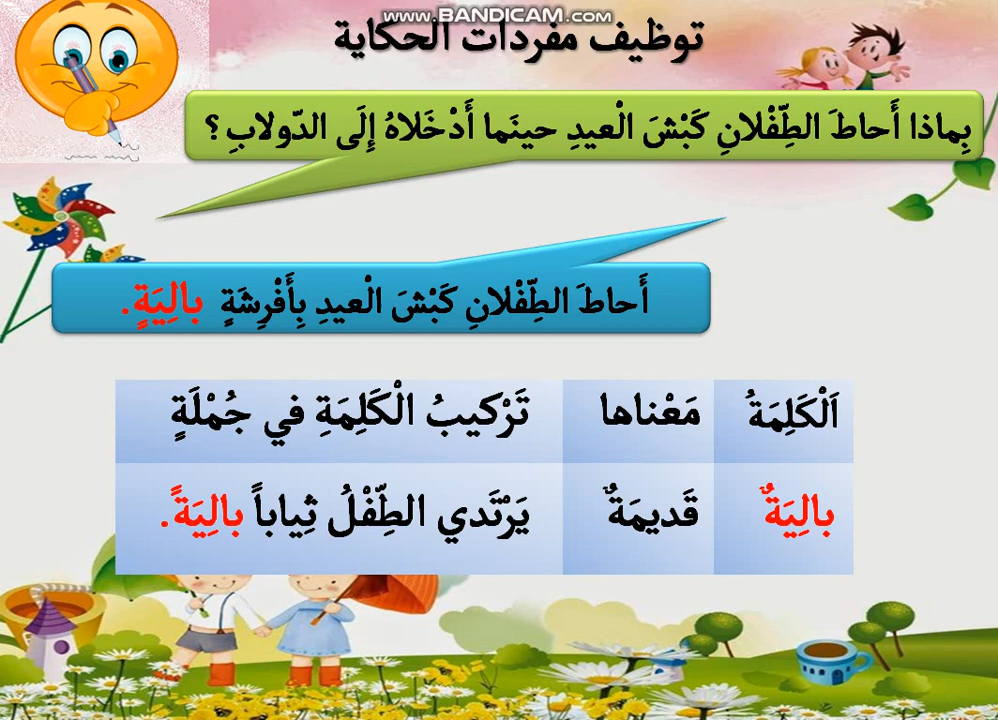 www.BANDICAM.com
توظيف مفردات الحكاية
بِماذا أَحاطَ الطِّفْلانِ كَبْشَ الْعيدِ حينَما أَدْخَلاهُ إِلَى الدّولابِ؟
أَحاطَ الطِّفْلانِ كَبْشَ الْعيدِ بِأَفْرِشَةٍ بالِيَةٍ.
اَلْكَلِمَةُ مَعْناها تَرْكيبُ الْكَلِمَةِ في جُمْلَةٍ
بالِيَةٌ قَديمَةٌ يَرْتَدي الطِّفْلُ ثِياباً بالِيَةً.